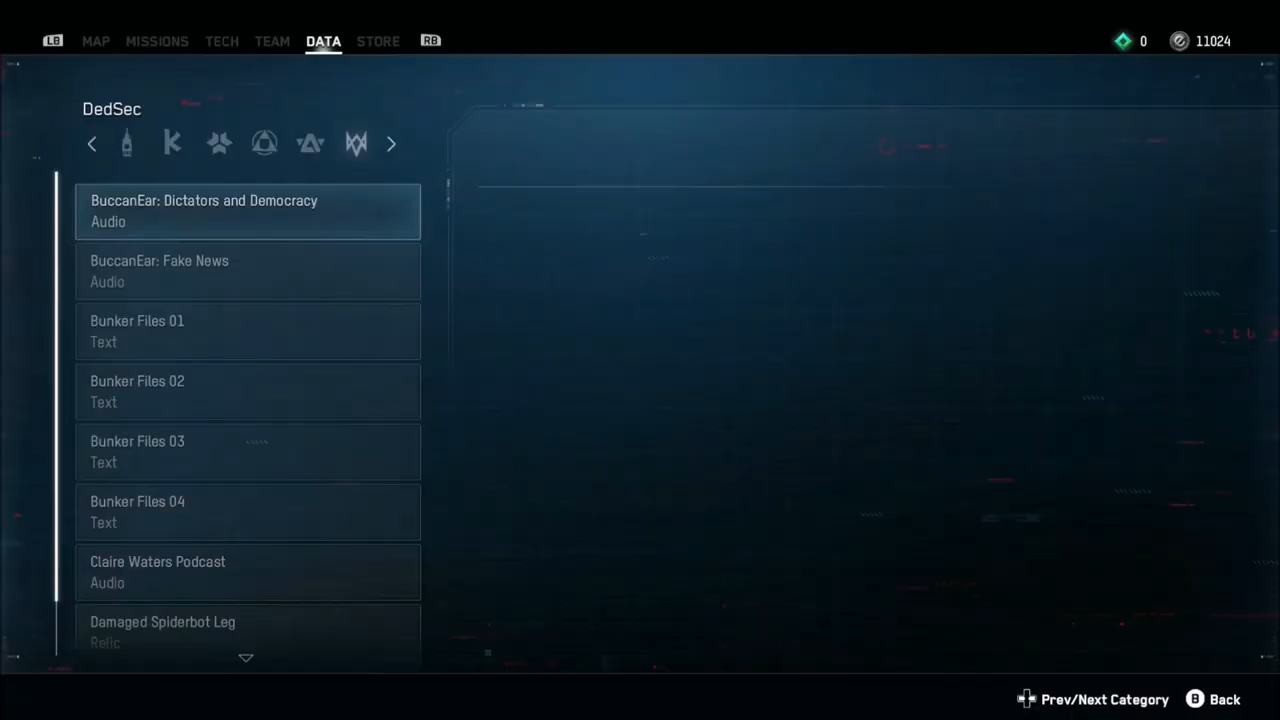 LB MAP MISSIONS TECH TEAM DATA STORE RB 0 11024
DedSec
BuccanEar: Dictators and Democracy
Audio
BuccanEar: Fake News
Audio
Bunker Files 01
Text
Bunker Files 02
Text
Bunker Files 03
Text
Bunker Files 04
Text
Claire Waters Podcast
Audio
Damaged Spiderbot Leg
Relic
Prev/Next Category B Back